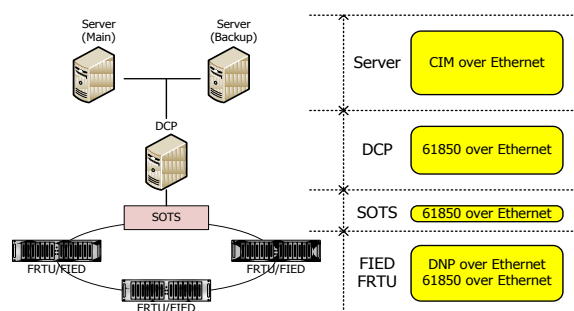 Server
(Main)
Server
(Backup)
DCP
SOTS
FRTU/FIED
FRTU/FIED
FRTU/FIED
Server
CIM over Ethernet
DCP
61850 over Ethernet
SOTS
61850 over Ethernet
FIED
FRTU
DNP over Ethernet
61850 over Ethernet